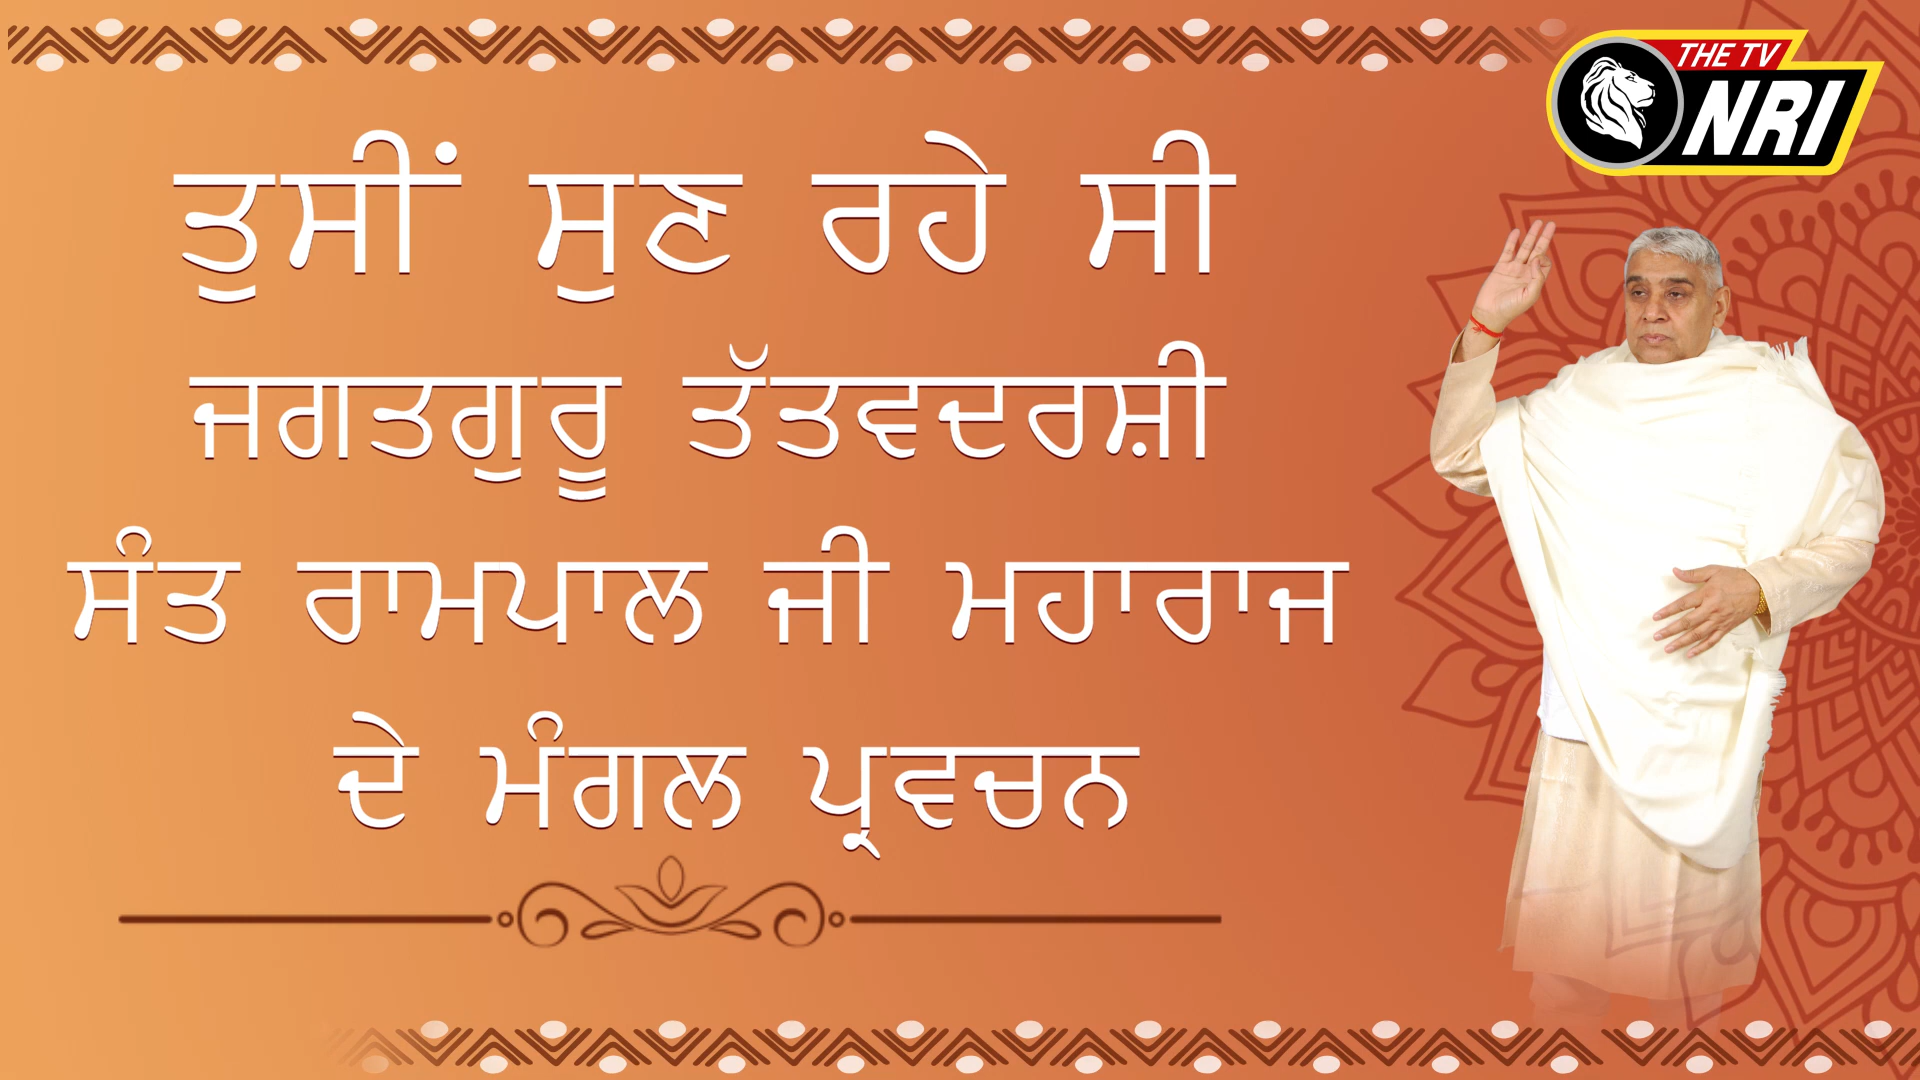 THE TV
NRI
ਤੁਸੀਂ ਸੁਣ ਰਹੇ ਸੀ
ਜਗਤਗੁਰੂ ਤੱਤਵਦਰਸ਼ੀ
ਸੰਤ ਰਾਮਪਾਲ ਜੀ ਮਹਾਰਾਜ
ਦੇ ਮੰਗਲ ਪ੍ਰਵਚਨ